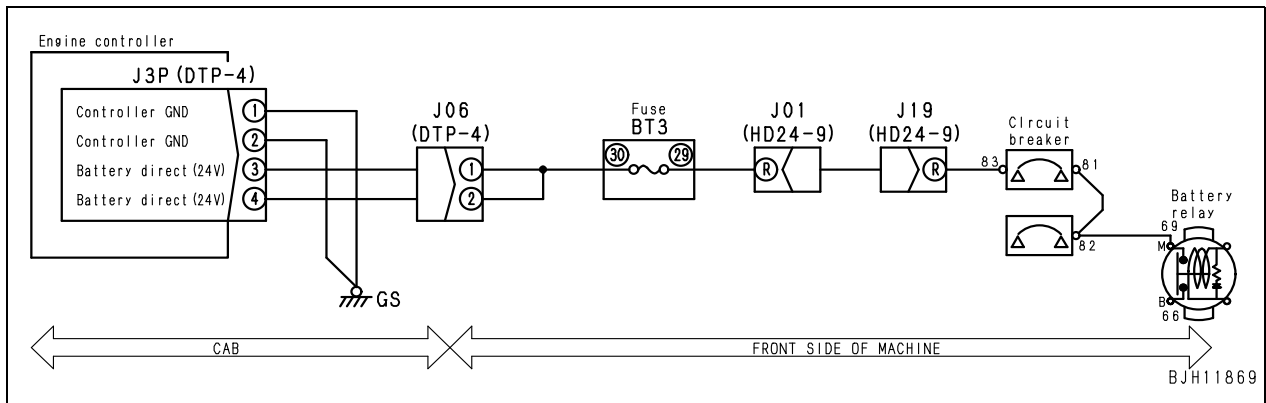 Engine controller
J3P (DTP-4)
Controller GND 1
Controller GND 2
Battery direct (24V) 3
Battery direct (24V) 4
GS
J06
(DTP-4)
1
2
Fuse
BT3
30 29
J01
(HD24-9)
R
J19
(HD24-9)
R
CIrcuit
breaker
83 81
82
Battery
relay
69
M
B
66
CAB
FRONT SIDE OF MACHINE
BJH11869